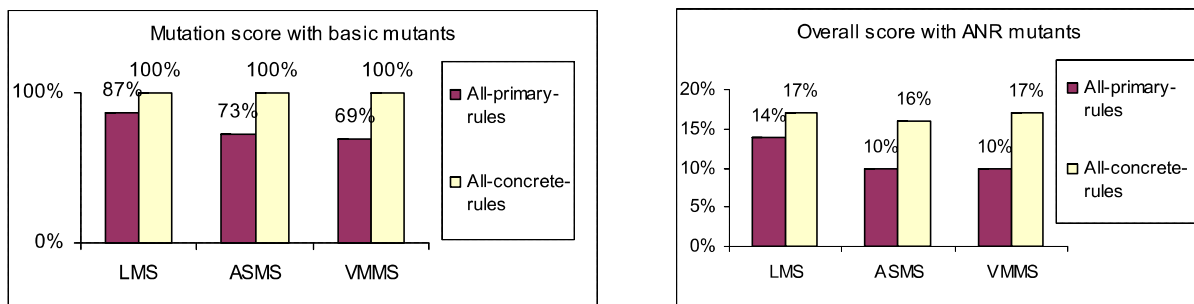 Mutation score with basic mutants
100%
0%
87%
100%
73%
100%
69%
100%
LMS
ASMS
VMMS
All-primary-
rules
All-concrete-
rules
Overall score with ANR mutants
20%
15%
10%
5%
0%
14%
17%
10%
16%
10%
17%
LMS
ASMS
VMMS
All-primary-
rules
All-concrete-
rules